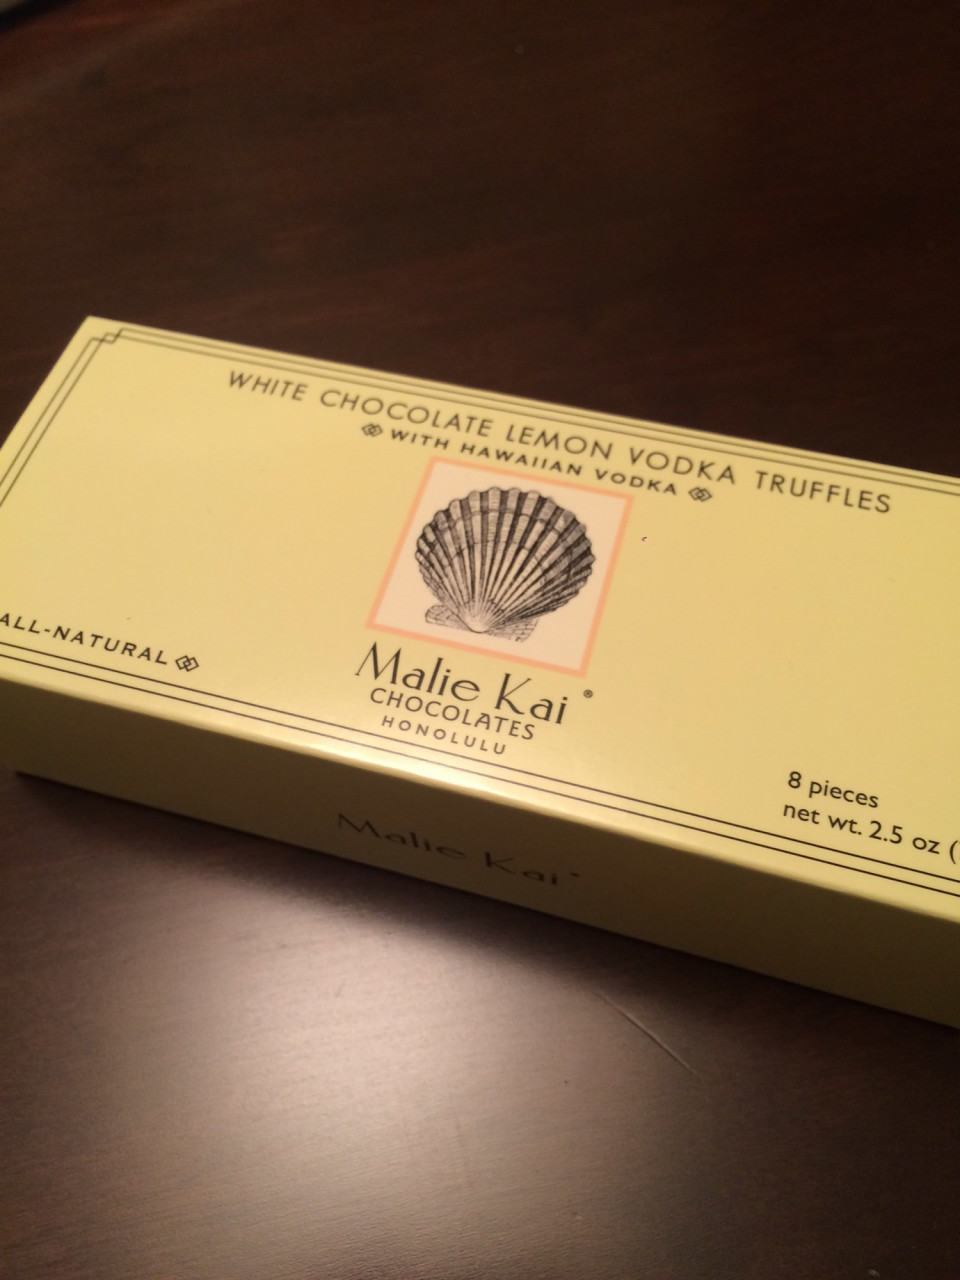 WHITE CHOCOLATE LEMON VODKA TRUFFLES
WITH HAWAIIAN VODKA
ALL-NATURAL
Malie Kai ®
CHOCOLATES
HONOLULU
8 pieces
net wt. 2.5 oz (
Malie Kai